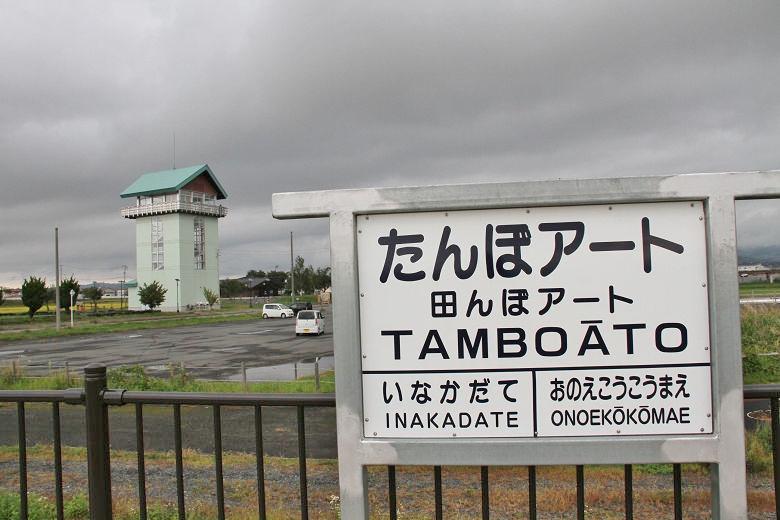 たんぼアート
田んぼアート
TAMBOĀTO
いなかだて
INAKADATE
おのえこうこうまえ
ONOEKŌKŌMAE